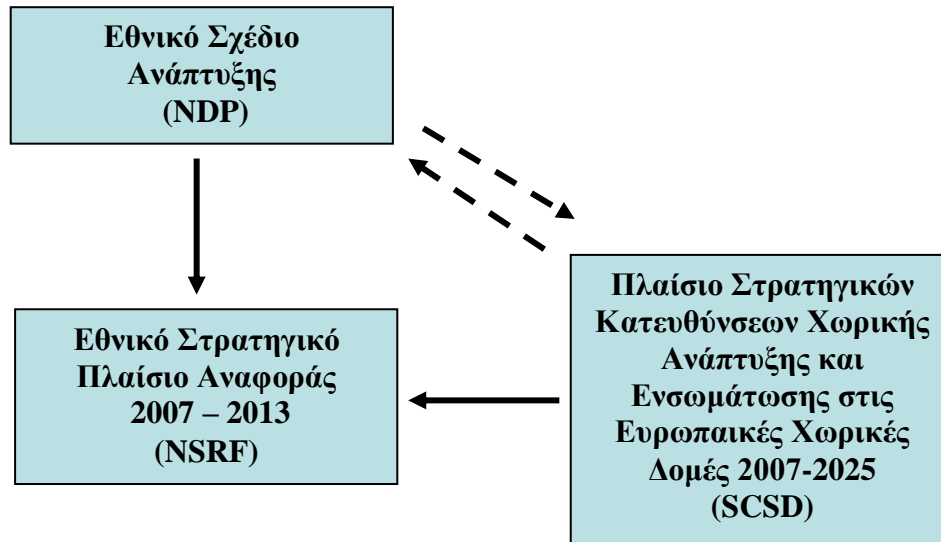 Εθνικό Σχέδιο
Ανάπτυξης
(NDP)
Εθνικό Στρατηγικό
Πλαίσιο Αναφοράς
2007 – 2013
(NSRF)
Πλαίσιο Στρατηγικών
Κατευθύνσεων Χωρικής
Ανάπτυξης και
Ενσωμάτωσης στις
Ευρωπαικές Χωρικές
Δομές 2007-2025
(SCSD)